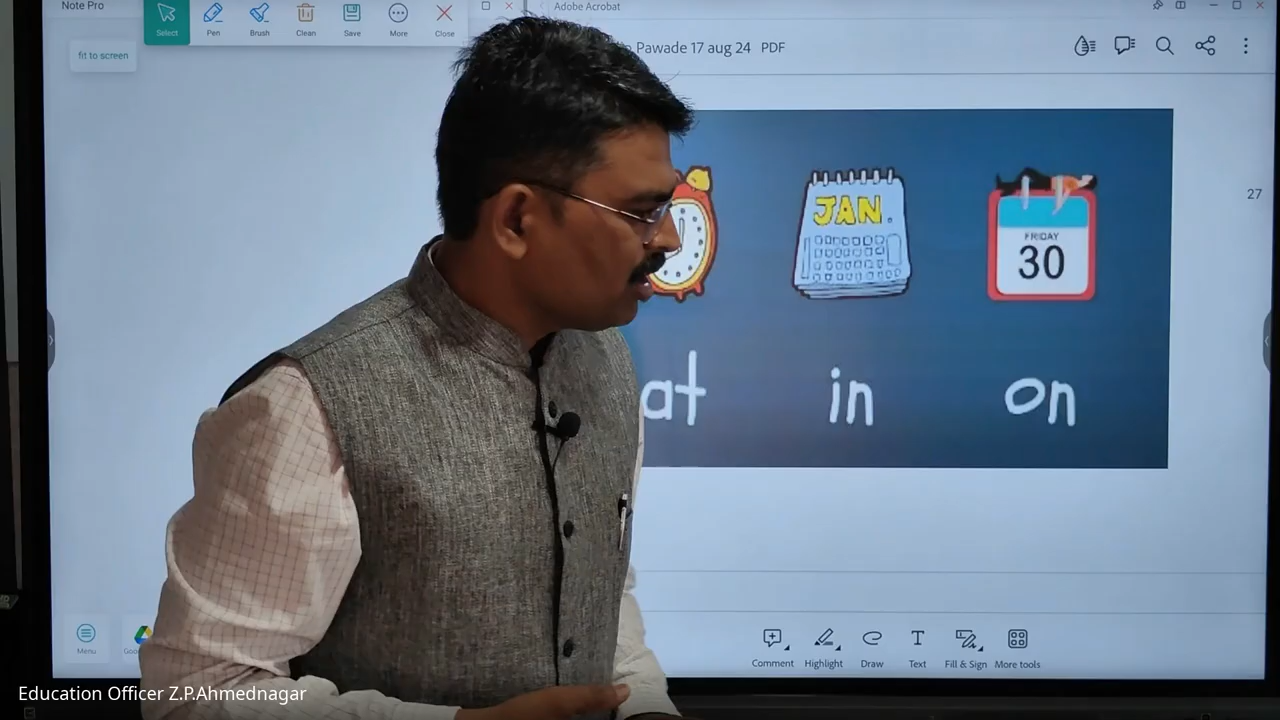 Note Pro
Select
Pen
Brush
Clean
Save
More
Close
Adobe Acrobat
fit to screen
Pawade 17 aug 24 PDF
27
JAN.
FRIDAY
30
at
in
on
Menu
Comment
Highlight
Draw
Text
Fill & Sign
More tools
Education Officer Z.P.Ahmednagar